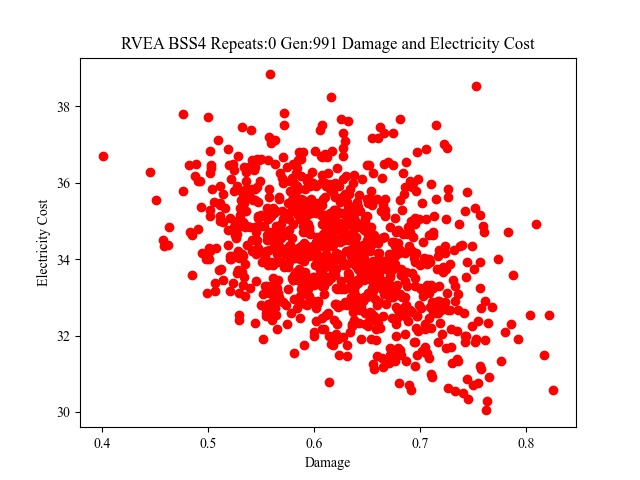 RVEA BSS4 Repeats:0 Gen:991 Damage and Electricity Cost
38
36
34
32
30
Electricity Cost
0.4 0.5 0.6 0.7 0.8
Damage